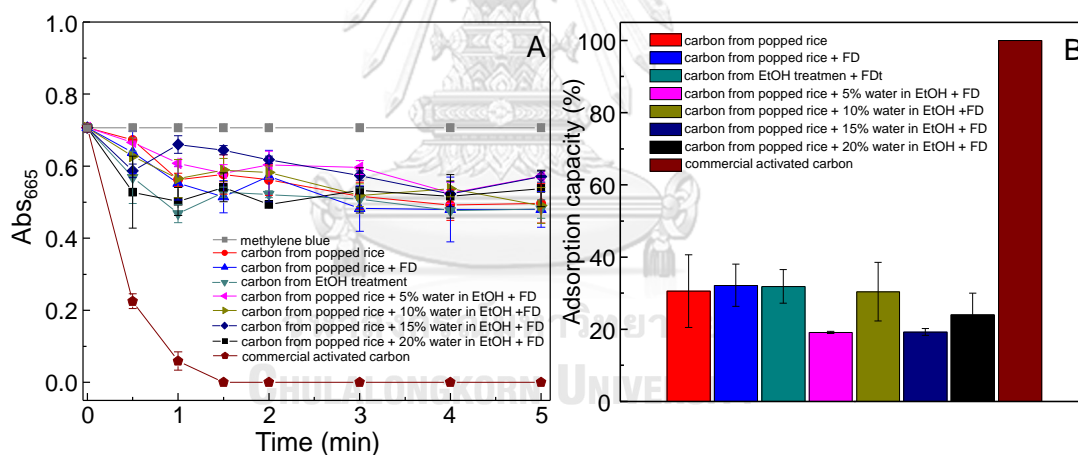 A
1.0
0.8
0.6
0.4
0.2
0.0
Abs665
methylene blue
carbon from popped rice
carbon from popped rice + FD
carbon from EtOH treatment
carbon from popped rice + 5% water in EtOH + FD
carbon from popped rice + 10% water in EtOH +FD
carbon from popped rice + 15% water in EtOH + FD
carbon from popped rice + 20% water in EtOH + FD
commercial activated carbon
0 1 2 3 4 5
Time (min)
B
100
80
60
40
20
0
Adsorption capacity (%)
carbon from popped rice
carbon from popped rice + FD
carbon from EtOH treatmen + FDt
carbon from popped rice + 5% water in EtOH + FD
carbon from popped rice + 10% water in EtOH +FD
carbon from popped rice + 15% water in EtOH + FD
carbon from popped rice + 20% water in EtOH + FD
commercial activated carbon
CHULALONGKORN UNIVER